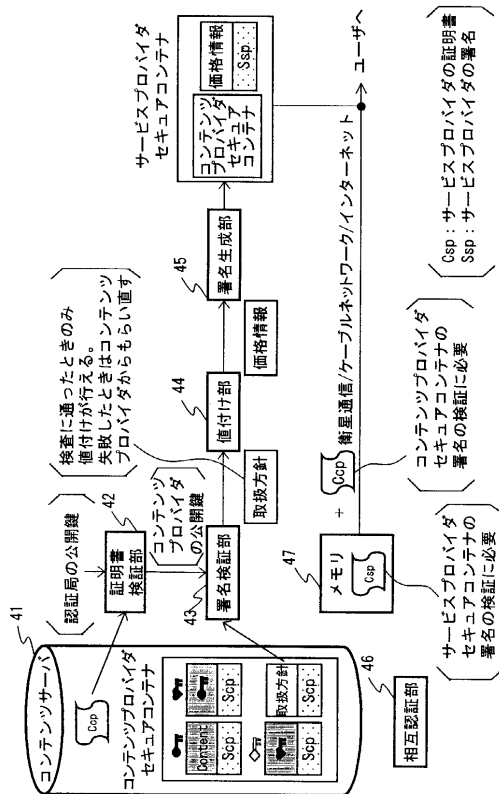 コンテンツサーバ
41
Ccp
コンテンツプロバイダ
セキュアコンテナ
Content
Scp
Scp
Scp
取扱方針
Scp
46
相互認証部
認証局の公開鍵
42
証明書
検証部
コンテンツ
プロバイダ
の公開鍵
43
署名検証部
検査に通ったときのみ
値付けが行える。
失敗したときはコンテンツ
プロバイダからもらい直す
取扱方針
44
値付け部
価格情報
45
署名生成部
サービスプロバイダ
セキュアコンテナ
コンテンツ
プロバイダ
セキュア
コンテナ
価格情報
Ssp
47
メモリ
Csp
サービスプロバイダ
セキュアコンテナの
署名の検証に必要
+
Ccp
コンテンツプロバイダ
セキュアコンテナの
署名の検証に必要
衛星通信/ケーブルネットワーク/インターネット
ユーザへ
Csp:サービスプロバイダの証明書
Ssp:サービスプロバイダの署名